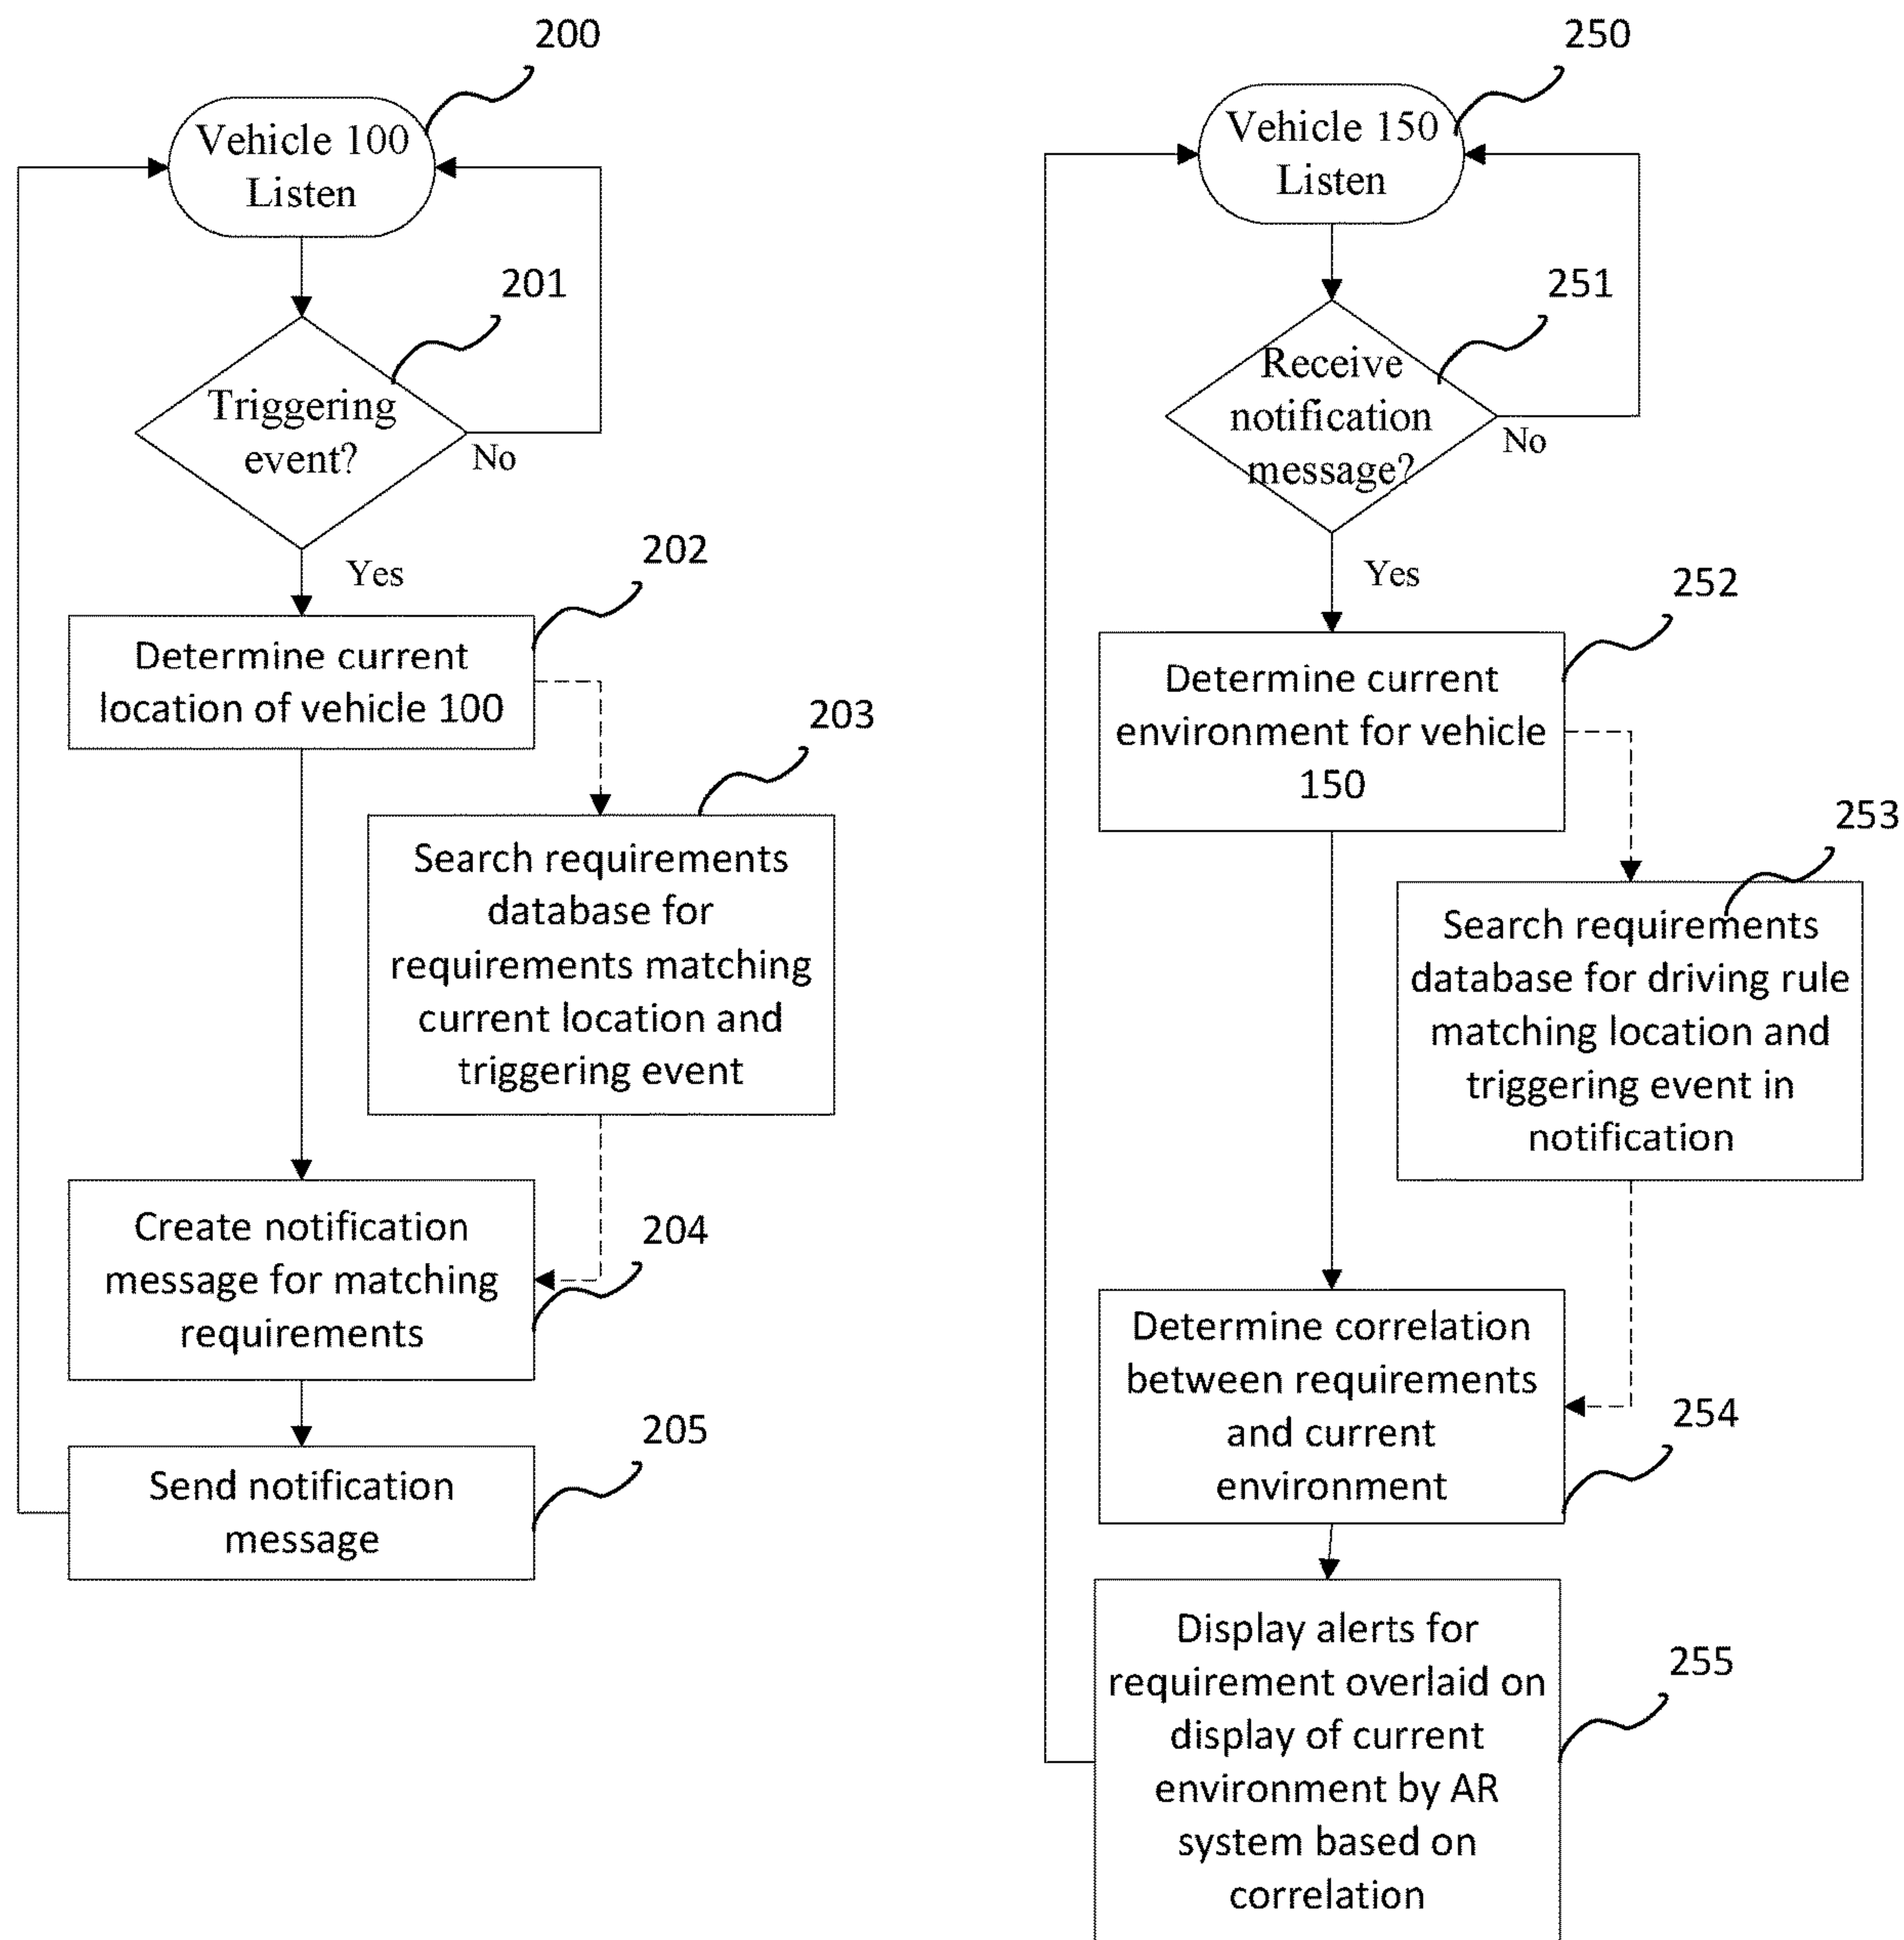 200
Vehicle 100
Listen
201
Triggering
event?
No
Yes
202
Determine current
location of vehicle 100
203
Search requirements
database for
requirements matching
current location and
triggering event
204
Create notification
message for matching
requirements
205
Send notification
message
250
Vehicle 150
Listen
251
Receive
notification
message?
No
Yes
252
Determine current
environment for vehicle
150
253
Search requirements
database for driving rule
matching location and
triggering event in
notification
Determine correlation
between requirements
and current
environment
254
Display alerts for
requirement overlaid on
display of current
environment by AR
system based on
correlation
255